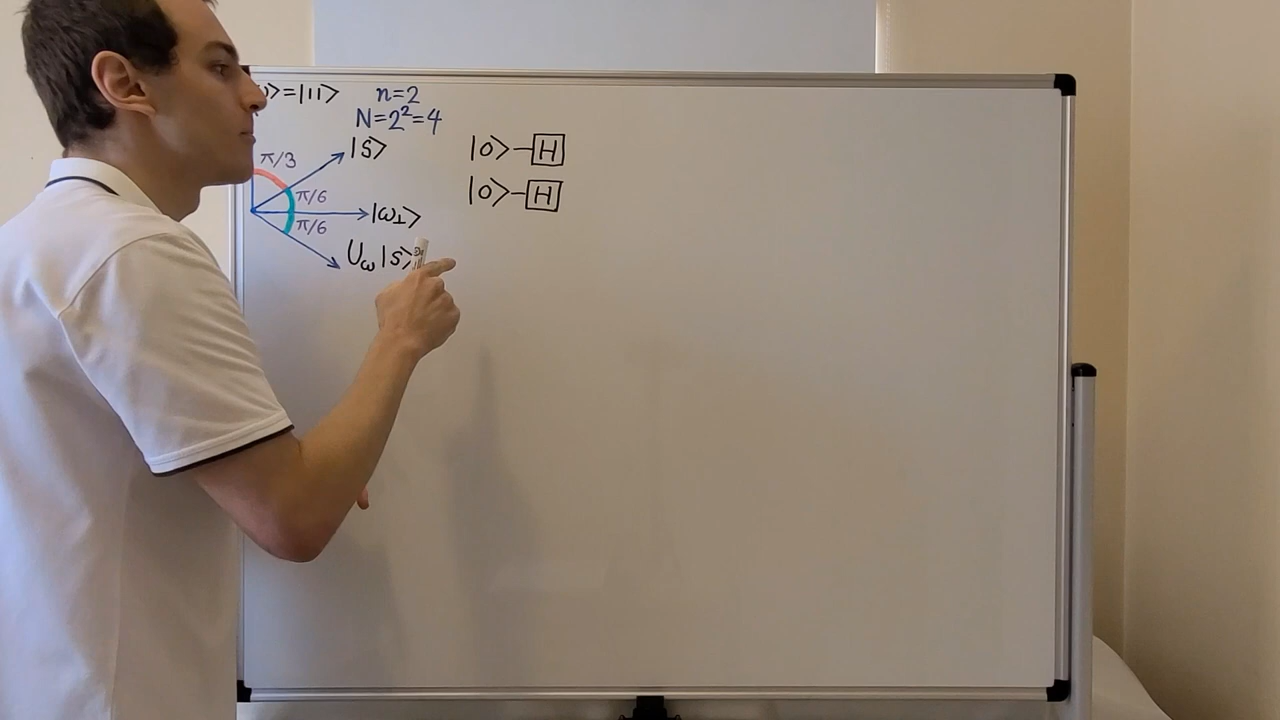 ⟩=|11⟩
n=2
N=2²=4
|s⟩
π/3
π/6
|ω⊥⟩
π/6
U_ω|s⟩
|0⟩-H
|0⟩-H